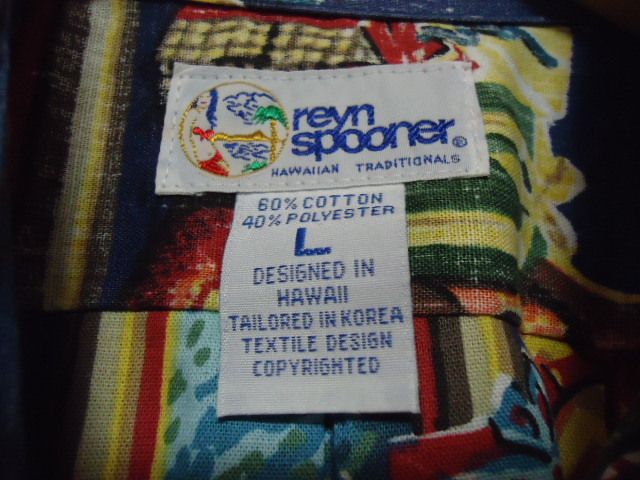 reyn
spooner®
HAWAIIAN TRADITIONALS
60% COTTON
40% POLYESTER
L
DESIGNED IN
HAWAII
TAILORED IN KOREA
TEXTILE DESIGN
COPYRIGHTED